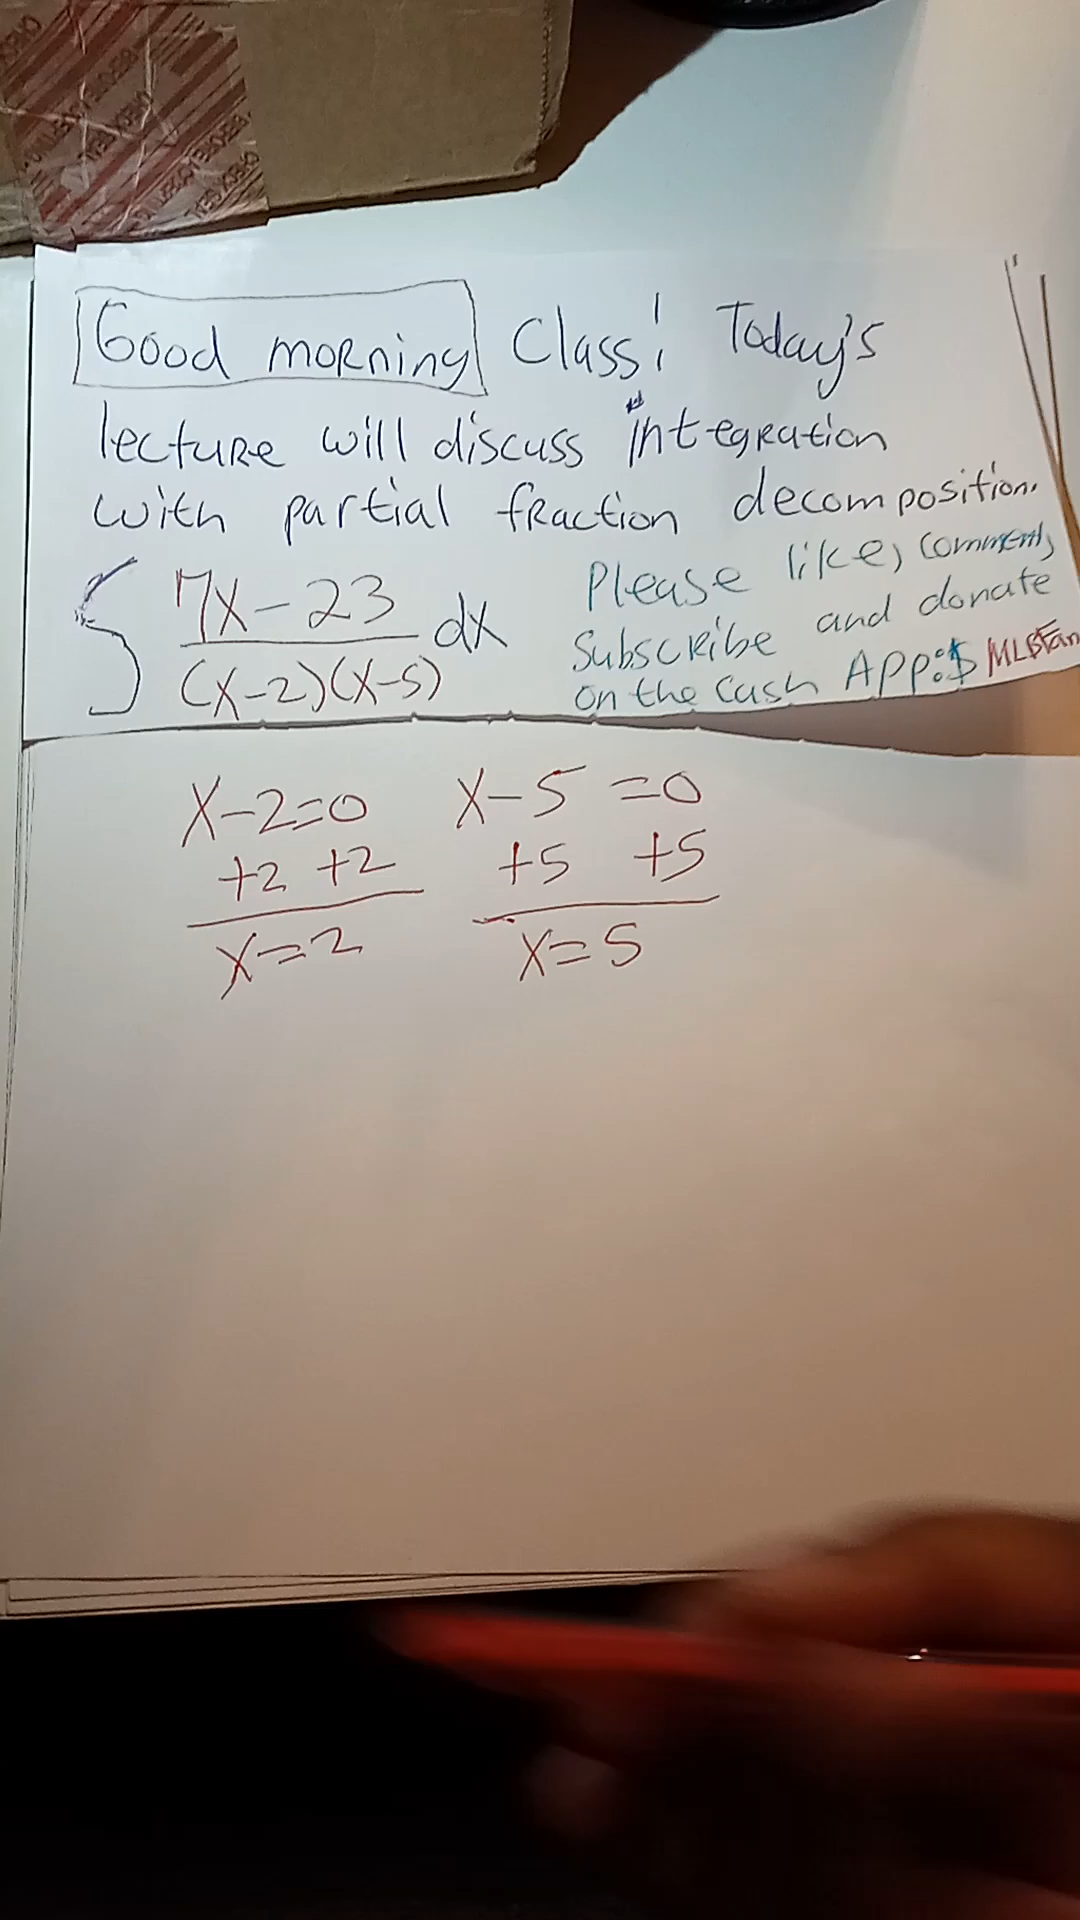 Good morning Class! Today's
lecture will discuss integration
with partial fraction decomposition.
∫ 7x-23 / (x-2)(x-5) dx
Please like, comment,
subscribe and donate
on the Cash App:$ MLBFan
x-2=0 x-5=0
+2 +2 +5 +5
x=2 x=5